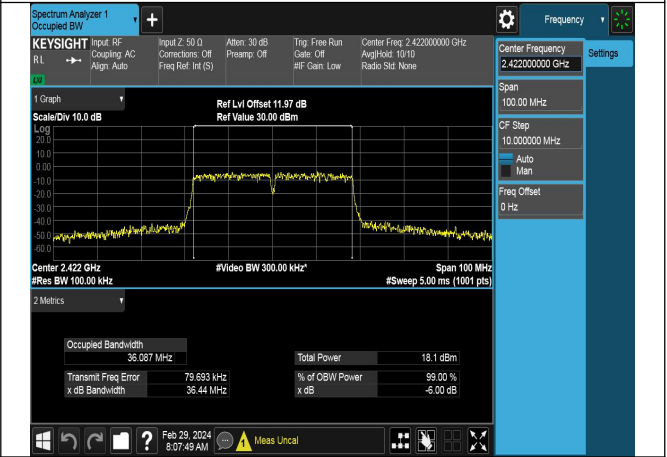 Spectrum Analyzer 1
Occupied BW
Frequency
KEYSIGHT
RL
Input: RF
Coupling: AC
Align: Auto
Input Z: 50 Ω
Corrections: Off
Freq Ref: Int (S)
Atten: 30 dB
Preamp: Off
Trig: Free Run
Gate: Off
#IF Gain: Low
Center Freq: 2.422000000 GHz
Avg|Hold: 10/10
Radio Std: None
Center Frequency
2.422000000 GHz
Settings
Span
100.00 MHz
CF Step
10.000000 MHz
Auto
Man
Freq Offset
0 Hz
1 Graph
Scale/Div 10.0 dB
Ref Lvl Offset 11.97 dB
Ref Value 30.00 dBm
Log
20.0
10.0
0.00
-10.0
-20.0
-30.0
-40.0
-50.0
-60.0
Center 2.422 GHz
#Res BW 100.00 kHz
#Video BW 300.00 kHz*
Span 100 MHz
#Sweep 5.00 ms (1001 pts)
2 Metrics
Occupied Bandwidth
36.087 MHz
Total Power 18.1 dBm
Transmit Freq Error 79.693 kHz
% of OBW Power 99.00 %
x dB Bandwidth 36.44 MHz
x dB -6.00 dB
Feb 29, 2024
8:07:49 AM
Meas Uncal